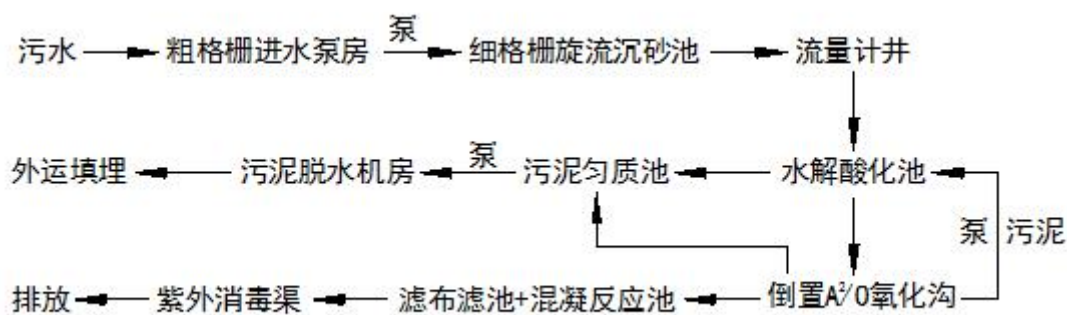 污水 粗格栅进水泵房 泵 细格栅旋流沉砂池 流量计井
外运填埋 污泥脱水机房 泵 污泥匀质池 水解酸化池
泵 污泥
排放 紫外消毒渠 滤布滤池+混凝反应池 倒置A²/O氧化沟